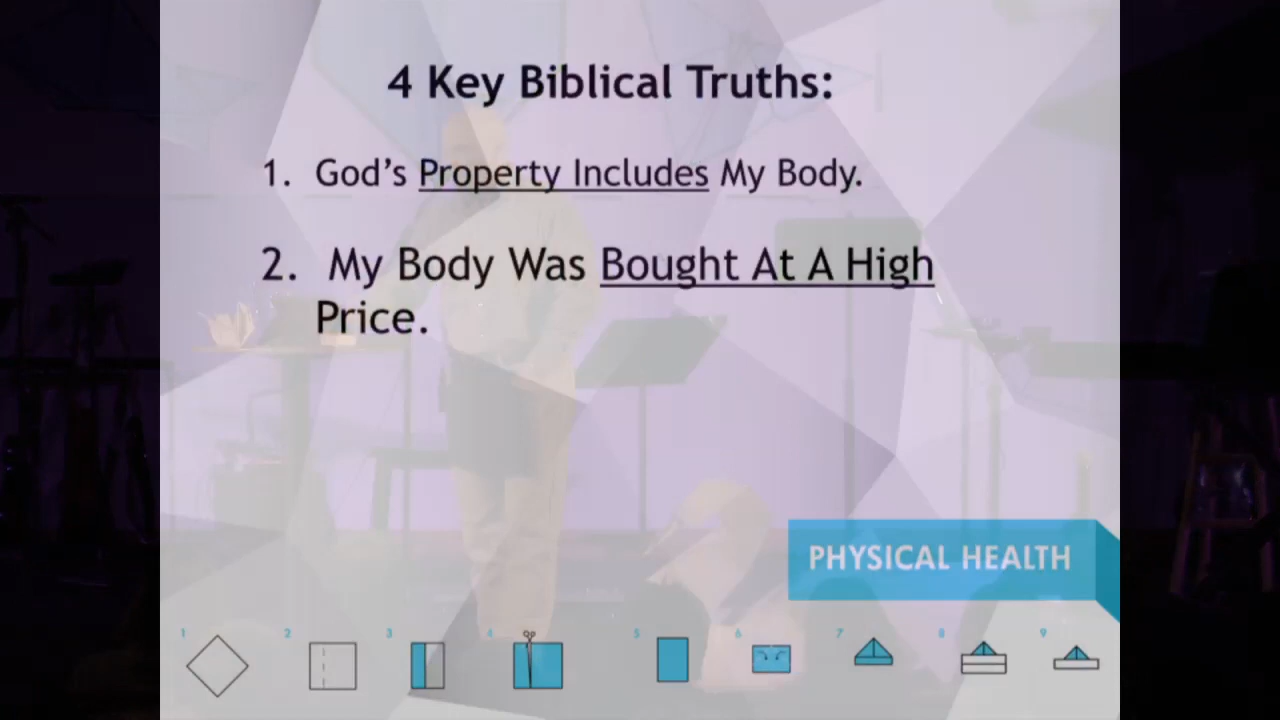 4 Key Biblical Truths:
1. God’s Property Includes My Body.
2. My Body Was Bought At A High
Price.
PHYSICAL HEALTH
1 2 3 4 5 6 7 8 9